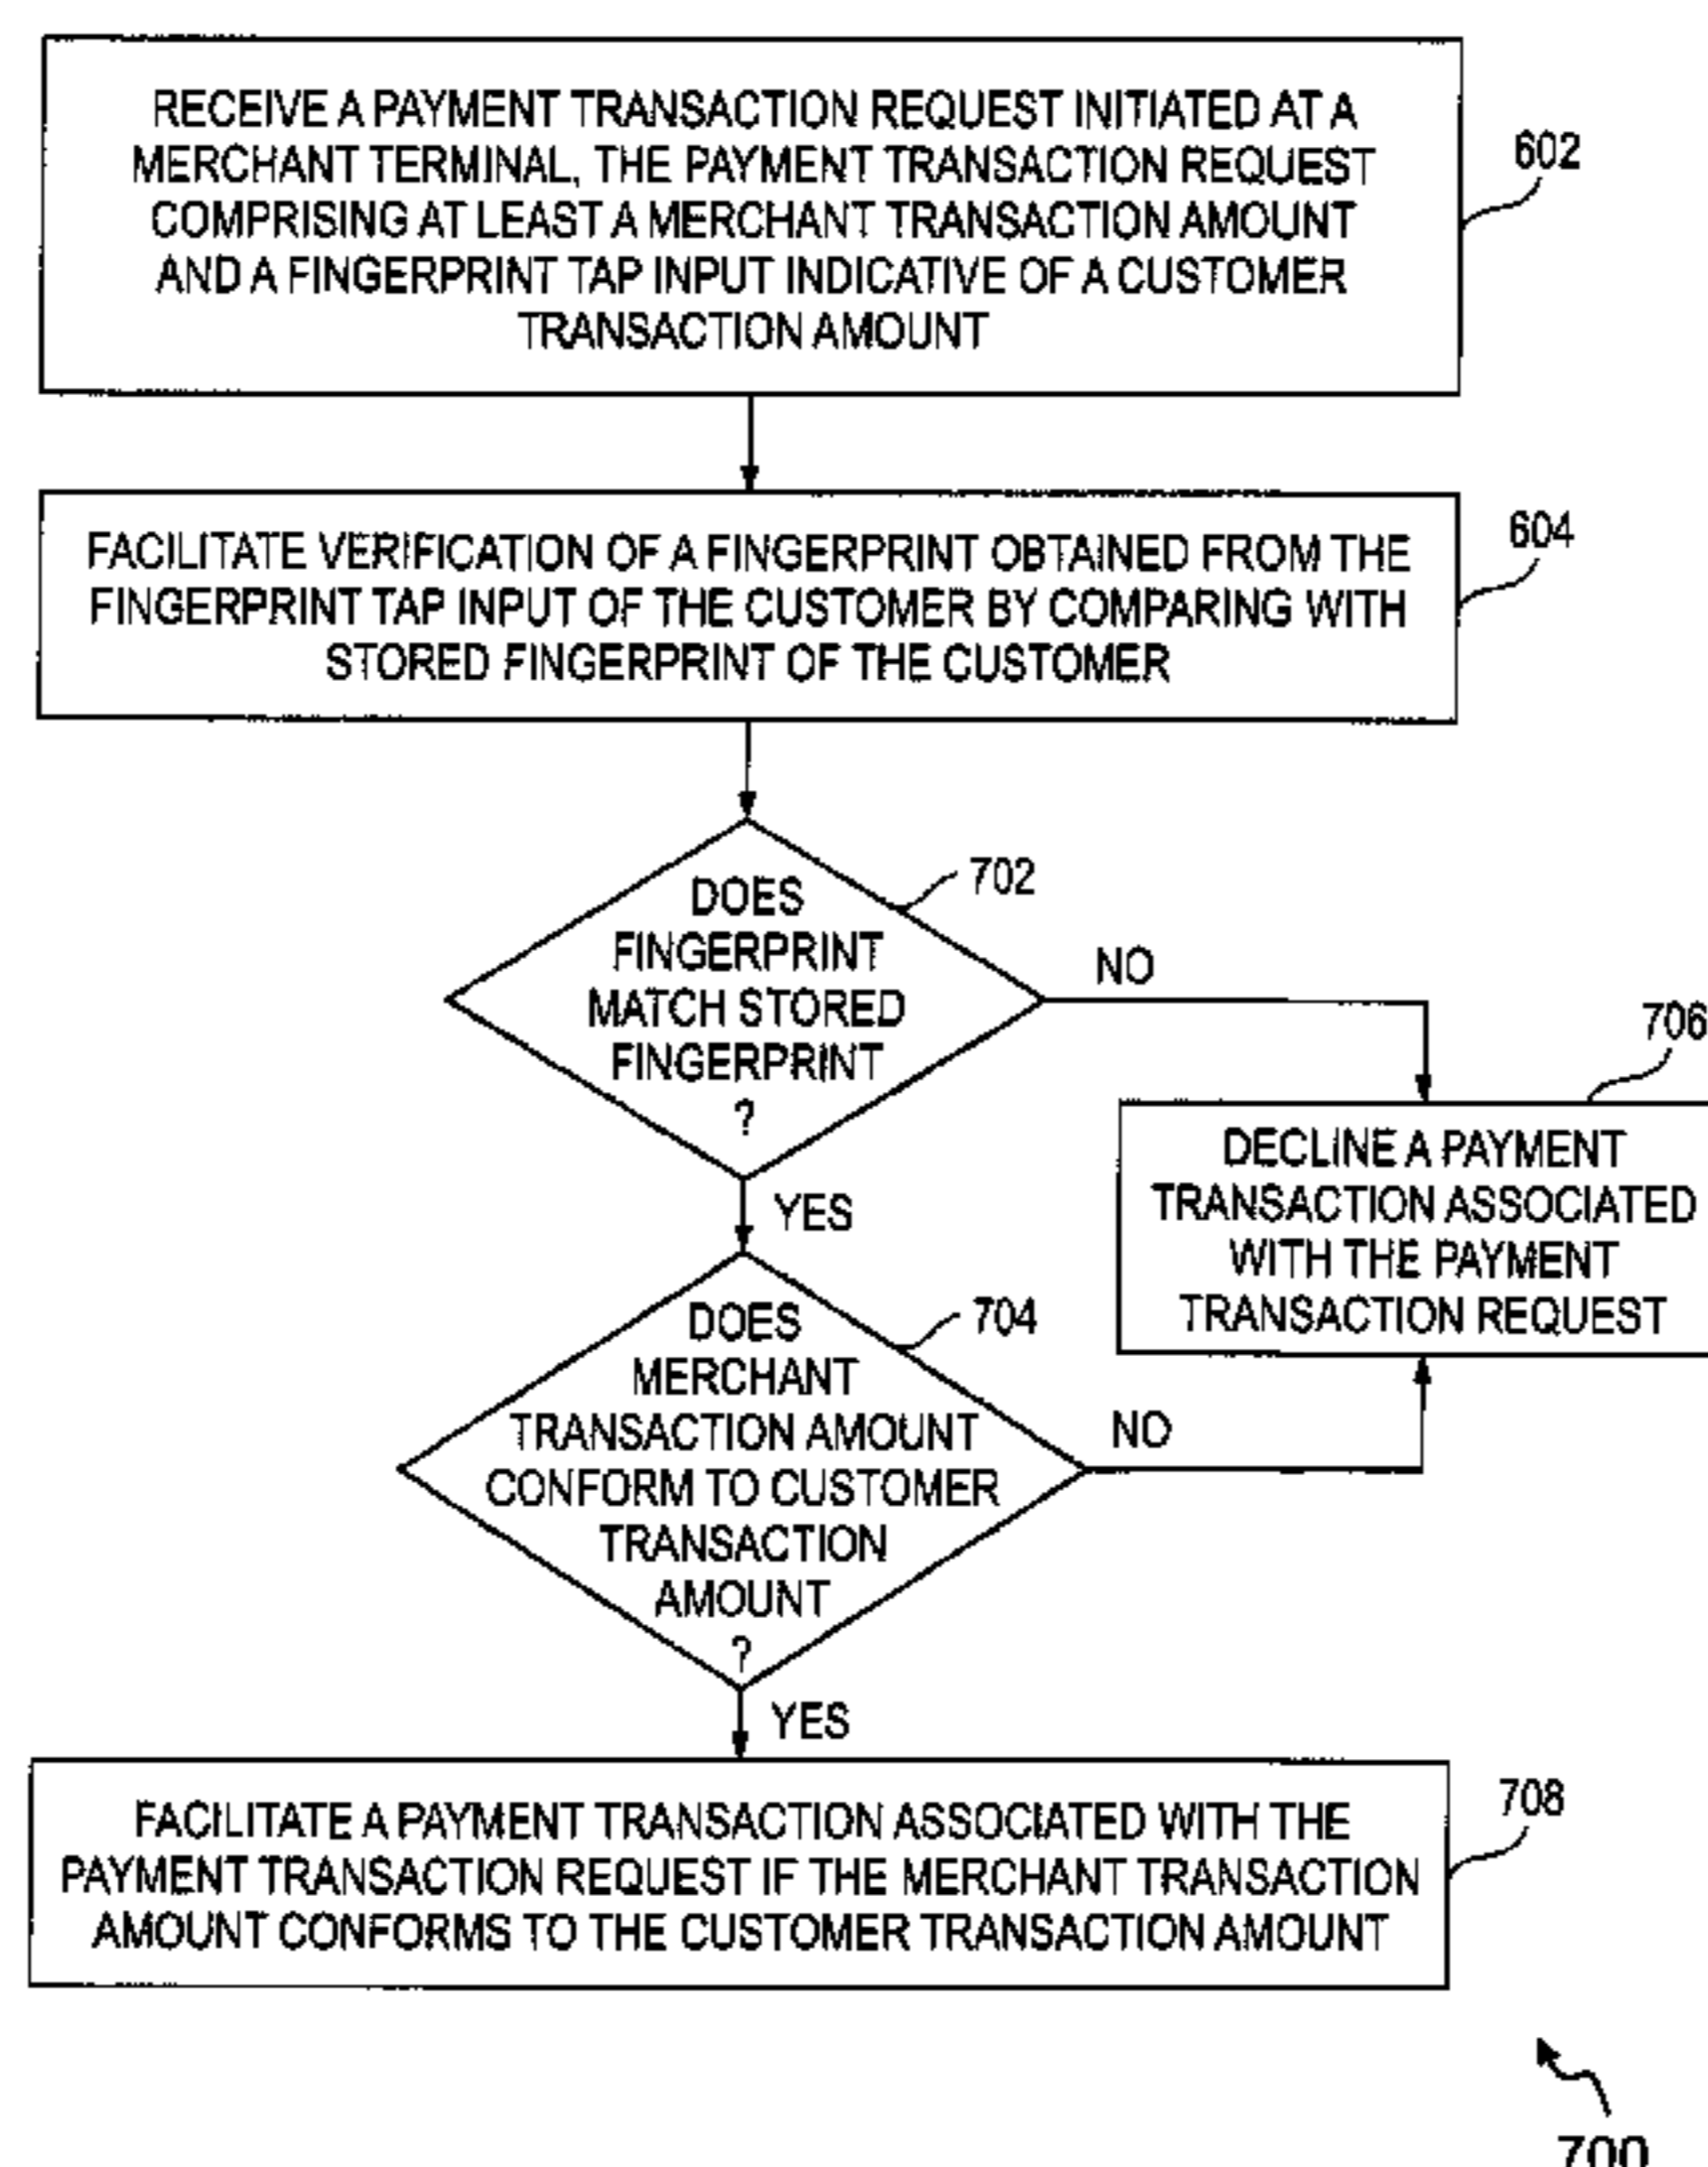 RECEIVE A PAYMENT TRANSACTION REQUEST INITIATED AT A
MERCHANT TERMINAL, THE PAYMENT TRANSACTION REQUEST
COMPRISING AT LEAST A MERCHANT TRANSACTION AMOUNT
AND A FINGERPRINT TAP INPUT INDICATIVE OF A CUSTOMER
TRANSACTION AMOUNT
602
FACILITATE VERIFICATION OF A FINGERPRINT OBTAINED FROM THE
FINGERPRINT TAP INPUT OF THE CUSTOMER BY COMPARING WITH
STORED FINGERPRINT OF THE CUSTOMER
604
DOES
FINGERPRINT
MATCH STORED
FINGERPRINT
?
702
NO
YES
706
DECLINE A PAYMENT
TRANSACTION ASSOCIATED
WITH THE PAYMENT
TRANSACTION REQUEST
DOES
MERCHANT
TRANSACTION AMOUNT
CONFORM TO CUSTOMER
TRANSACTION
AMOUNT
?
704
NO
YES
FACILITATE A PAYMENT TRANSACTION ASSOCIATED WITH THE
PAYMENT TRANSACTION REQUEST IF THE MERCHANT TRANSACTION
AMOUNT CONFORMS TO THE CUSTOMER TRANSACTION AMOUNT
708
700